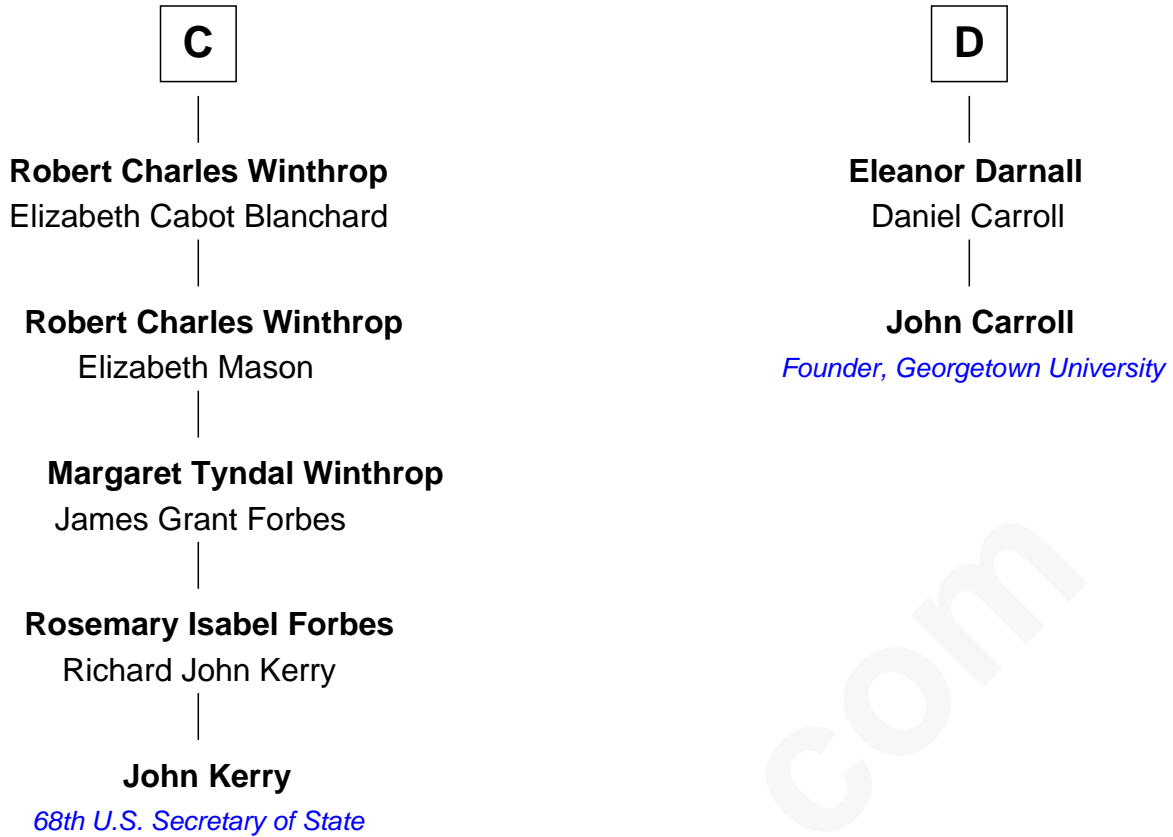 C
Robert Charles Winthrop
Elizabeth Cabot Blanchard
Robert Charles Winthrop
Elizabeth Mason
Margaret Tyndal Winthrop
James Grant Forbes
Rosemary Isabel Forbes
Richard John Kerry
John Kerry
68th U.S. Secretary of State
D
Eleanor Darnall
Daniel Carroll
John Carroll
Founder, Georgetown University
com